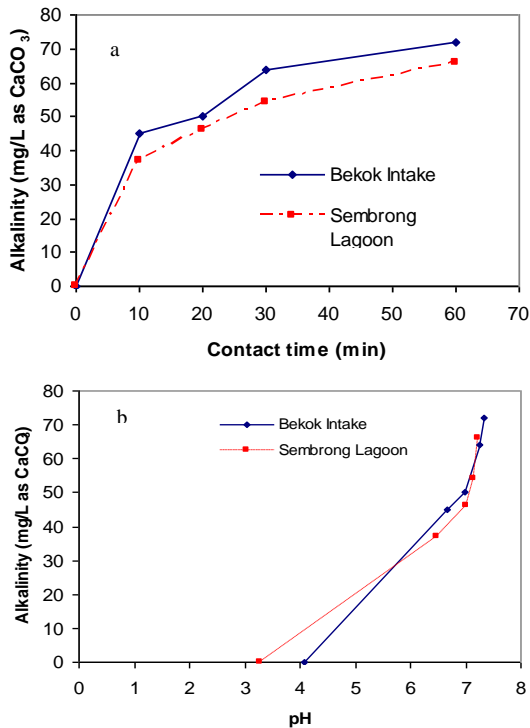 a
Alkalinity (mg/L as CaCO3)
80
70
60
50
40
30
20
10
0
Bekok Intake
Sembrong
Lagoon
0 10 20 30 40 50 60 70
Contact time (min)
b
Alkalinity (mg/L as CaCO3)
80
70
60
50
40
30
20
10
0
Bekok Intake
Sembrong Lagoon
0 1 2 3 4 5 6 7 8
pH